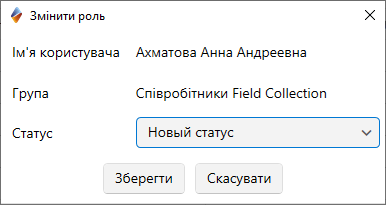 Змінити роль
Ім'я користувача Ахматова Анна Андреевна
Група Співробітники Field Collection
Статус Новый статус
Зберегти Скасувати